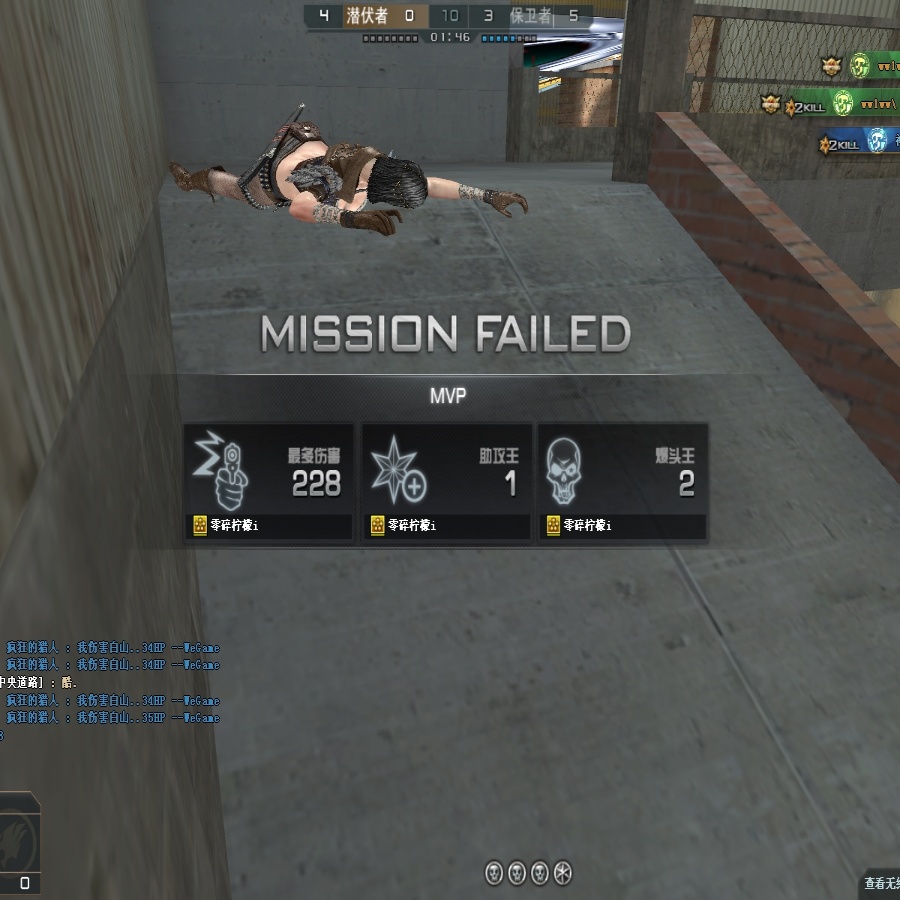 4 潜伏者 0 10 3 保卫者 5
01:46
2KILL
2KILL
MISSION FAILED
MVP
最多伤害 助攻王 爆头王
228 1 2
零碎柠檬i 零碎柠檬i 零碎柠檬i
疯狂的猎人 : 我伤害白山..34HP --WeGame
疯狂的猎人 : 我伤害白山..34HP --WeGame
中央道路] : 酷.
疯狂的猎人 : 我伤害白山..34HP --WeGame
疯狂的猎人 : 我伤害白山..35HP --WeGame
0
查看无线